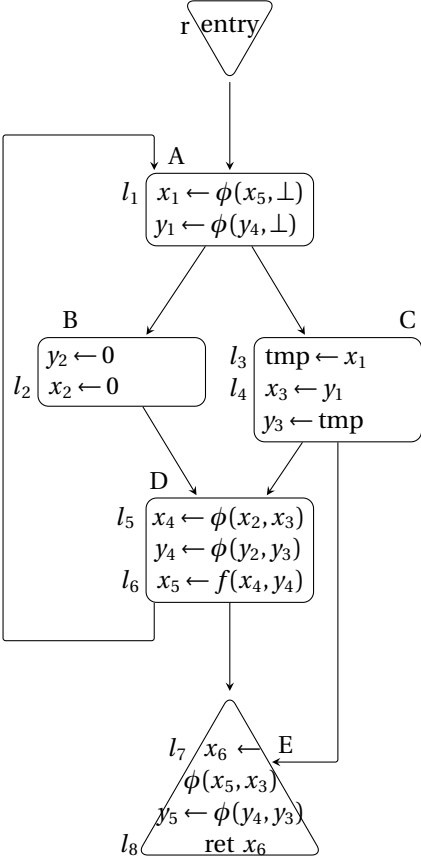 r entry
A
l₁ x₁ ← ϕ(x₅,⊥)
y₁ ← ϕ(y₄,⊥)
B
y₂ ← 0
l₂ x₂ ← 0
C
l₃ tmp ← x₁
l₄ x₃ ← y₁
y₃ ← tmp
D
l₅ x₄ ← ϕ(x₂,x₃)
y₄ ← ϕ(y₂,y₃)
l₆ x₅ ← f(x₄,y₄)
E
l₇ x₆ ←
ϕ(x₅,x₃)
y₅ ← ϕ(y₄,y₃)
l₈ ret x₆